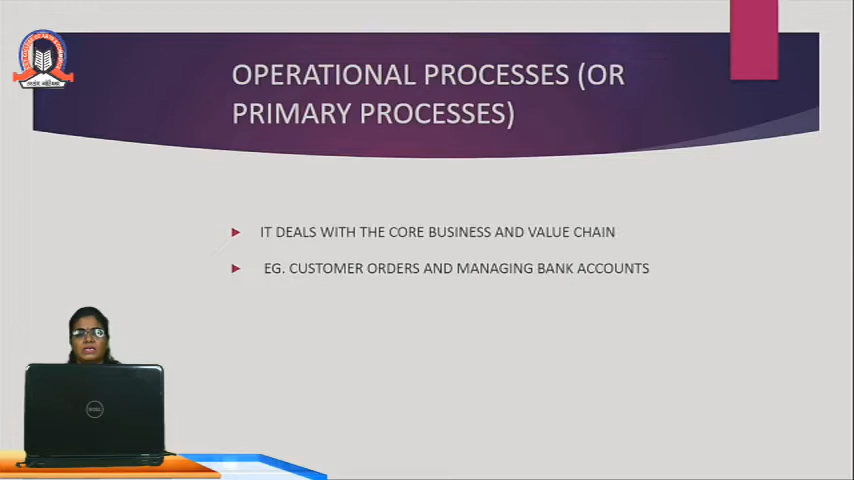 OPERATIONAL PROCESSES (OR
PRIMARY PROCESSES)
IT DEALS WITH THE CORE BUSINESS AND VALUE CHAIN
EG. CUSTOMER ORDERS AND MANAGING BANK ACCOUNTS
DELL